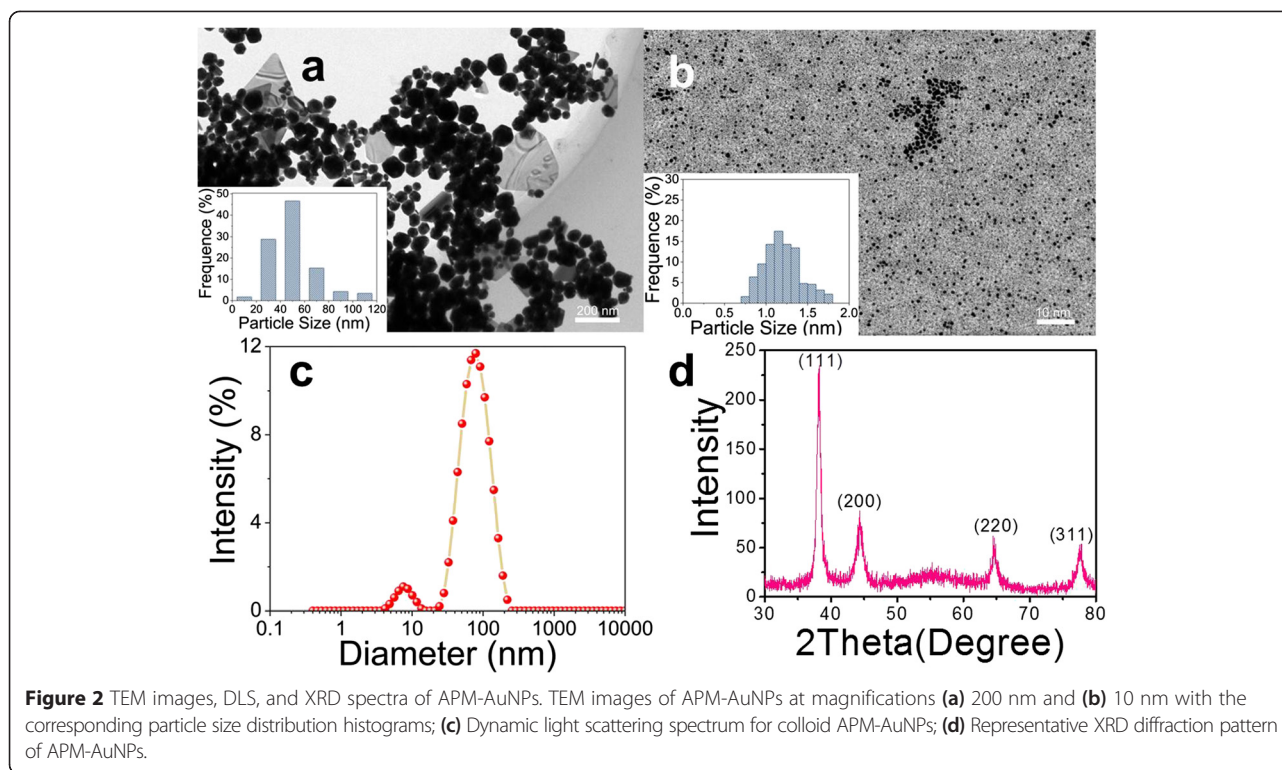 a
b
Frequence (%)
50
40
30
20
10
0
0 20 40 60 80 100 120
Particle Size (nm)
200 nm
Frequence (%)
30
25
20
15
10
5
0
0.0 0.5 1.0 1.5 2.0
Particle Size (nm)
10 nm
c
Intensity (%)
12
8
4
0
0.1 1 10 100 1000 10000
Diameter (nm)
d
Intensity
250
200
150
100
50
0
(111)
(200)
(220)
(311)
30 40 50 60 70 80
2Theta(Degree)
Figure 2 TEM images, DLS, and XRD spectra of APM-AuNPs. TEM images of APM-AuNPs at magnifications (a) 200 nm and (b) 10 nm with the
corresponding particle size distribution histograms; (c) Dynamic light scattering spectrum for colloid APM-AuNPs; (d) Representative XRD diffraction pattern
of APM-AuNPs.